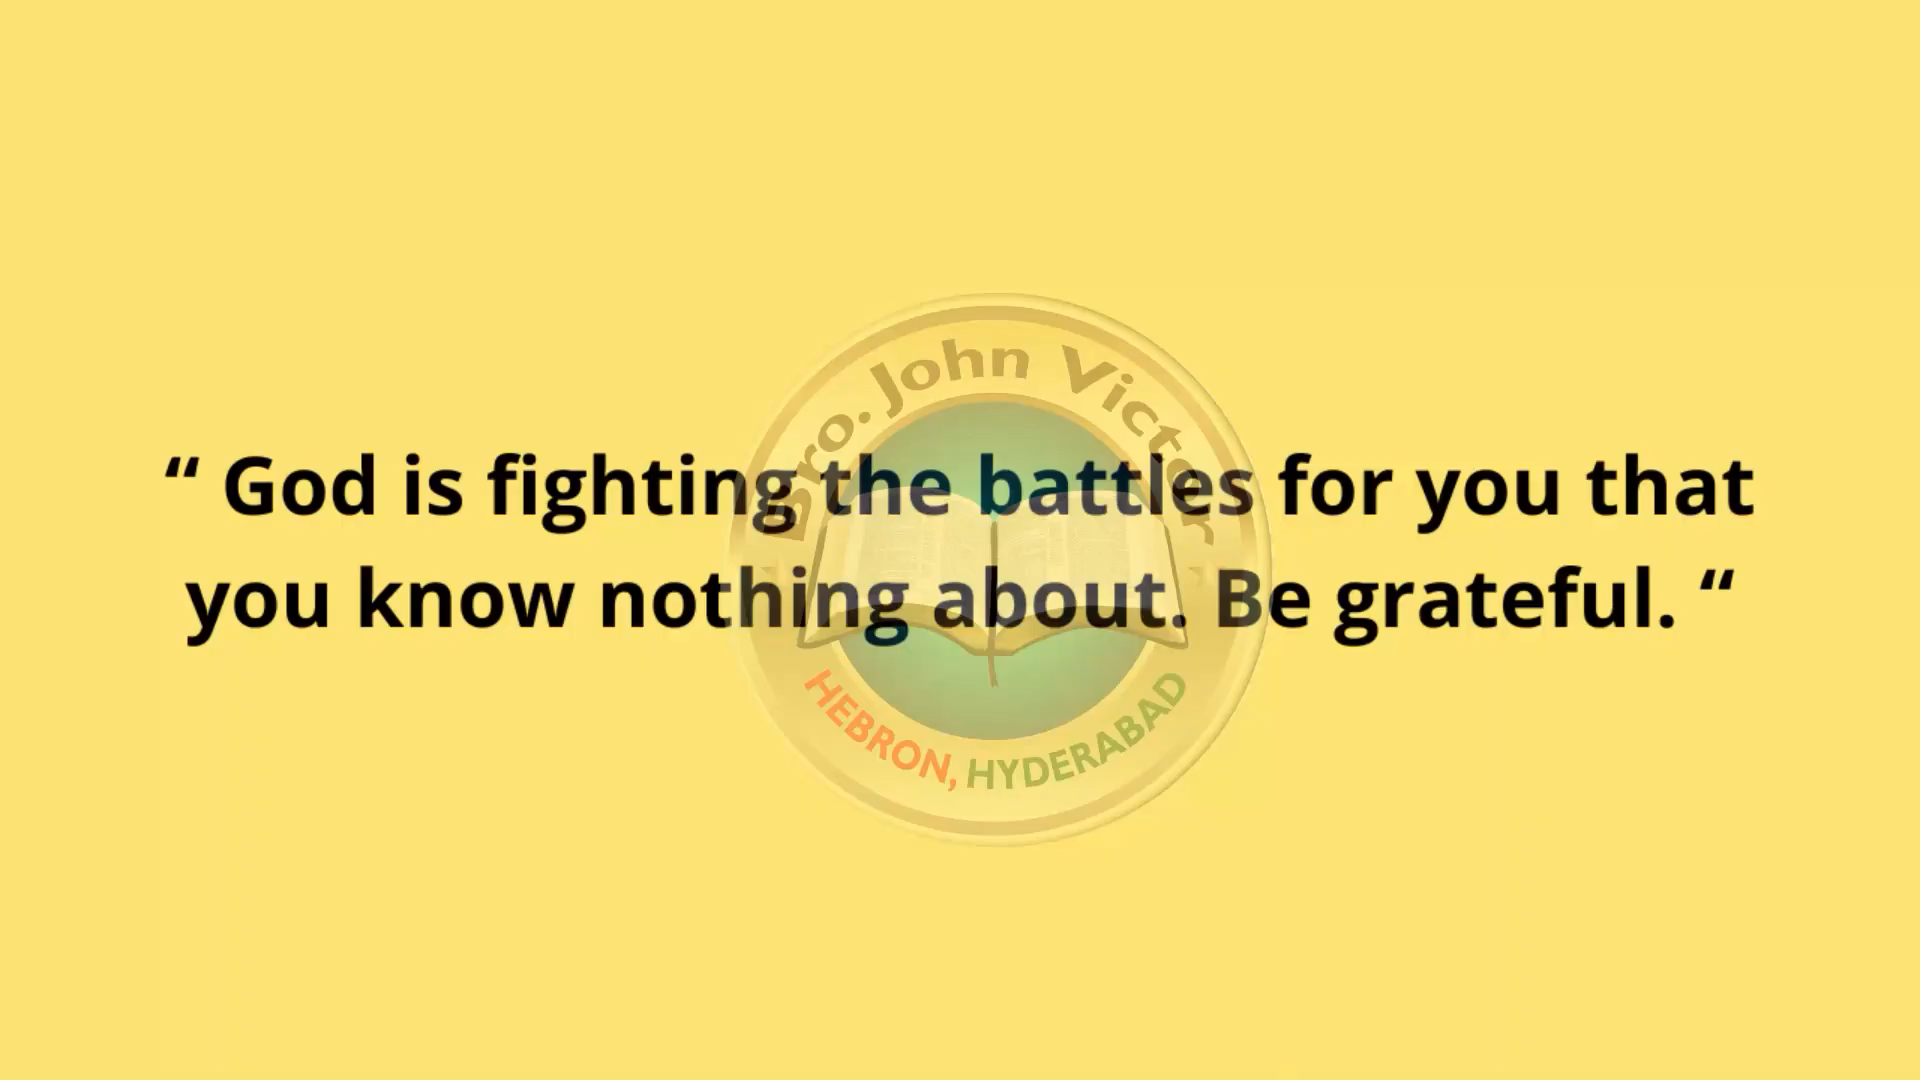 “ God is fighting the battles for you that
you know nothing about. Be grateful. “
Bro. John Victor
HEBRON, HYDERABAD